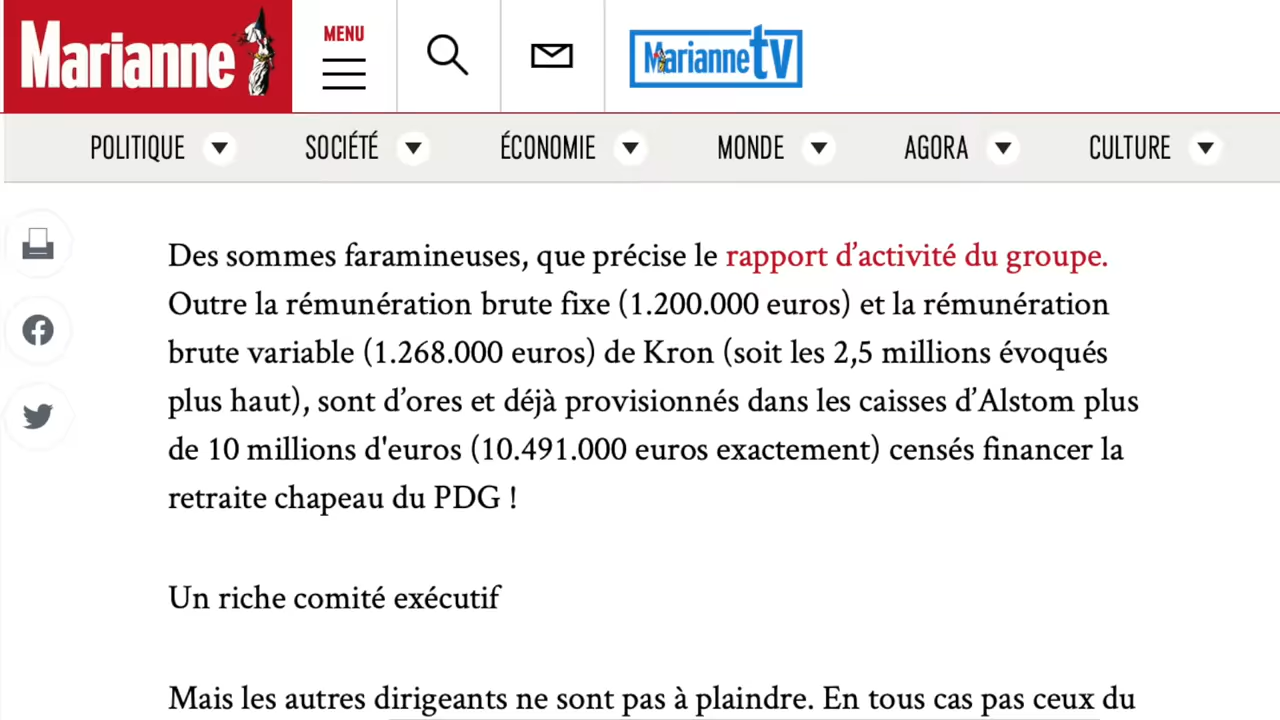 Marianne
MENU
Marianne tv
POLITIQUE SOCIÉTÉ ÉCONOMIE MONDE AGORA CULTURE
Des sommes faramineuses, que précise le rapport d’activité du groupe.
Outre la rémunération brute fixe (1.200.000 euros) et la rémunération
brute variable (1.268.000 euros) de Kron (soit les 2,5 millions évoqués
plus haut), sont d’ores et déjà provisionnés dans les caisses d’Alstom plus
de 10 millions d'euros (10.491.000 euros exactement) censés financer la
retraite chapeau du PDG !
Un riche comité exécutif
Mais les autres dirigeants ne sont pas à plaindre. En tous cas pas ceux du